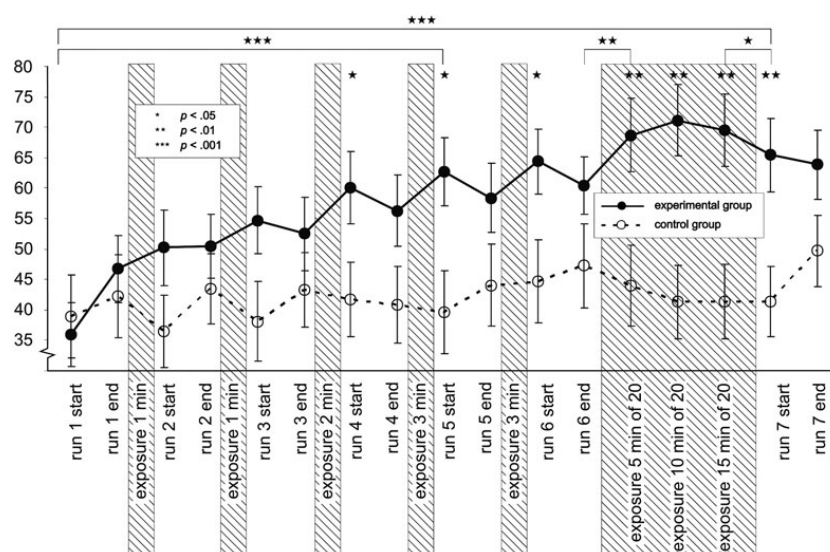 ★★★
★★★
★★
★
80
75
70
65
60
55
50
45
40
35
★ p < .05
★★ p < .01
★★★ p < .001
★
★
★
★★
★★
★★
★★
experimental group
control group
run 1 start
run 1 end
exposure 1 min
run 2 start
run 2 end
exposure 1 min
run 3 start
run 3 end
exposure 2 min
run 4 start
run 4 end
exposure 3 min
run 5 start
run 5 end
exposure 3 min
run 6 start
run 6 end
exposure 5 min of 20
exposure 10 min of 20
exposure 15 min of 20
run 7 start
run 7 end